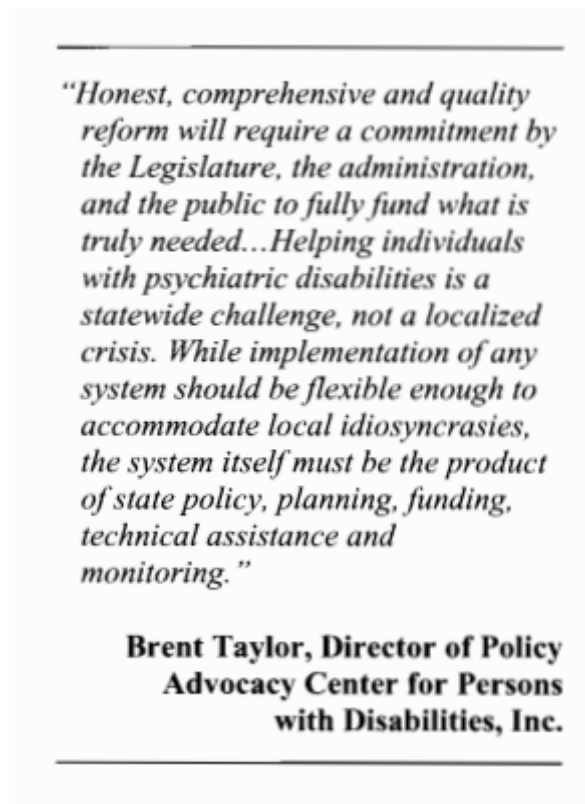 “Honest, comprehensive and quality
reform will require a commitment by
the Legislature, the administration,
and the public to fully fund what is
truly needed…Helping individuals
with psychiatric disabilities is a
statewide challenge, not a localized
crisis. While implementation of any
system should be flexible enough to
accommodate local idiosyncrasies,
the system itself must be the product
of state policy, planning, funding,
technical assistance and
monitoring.”
Brent Taylor, Director of Policy
Advocacy Center for Persons
with Disabilities, Inc.